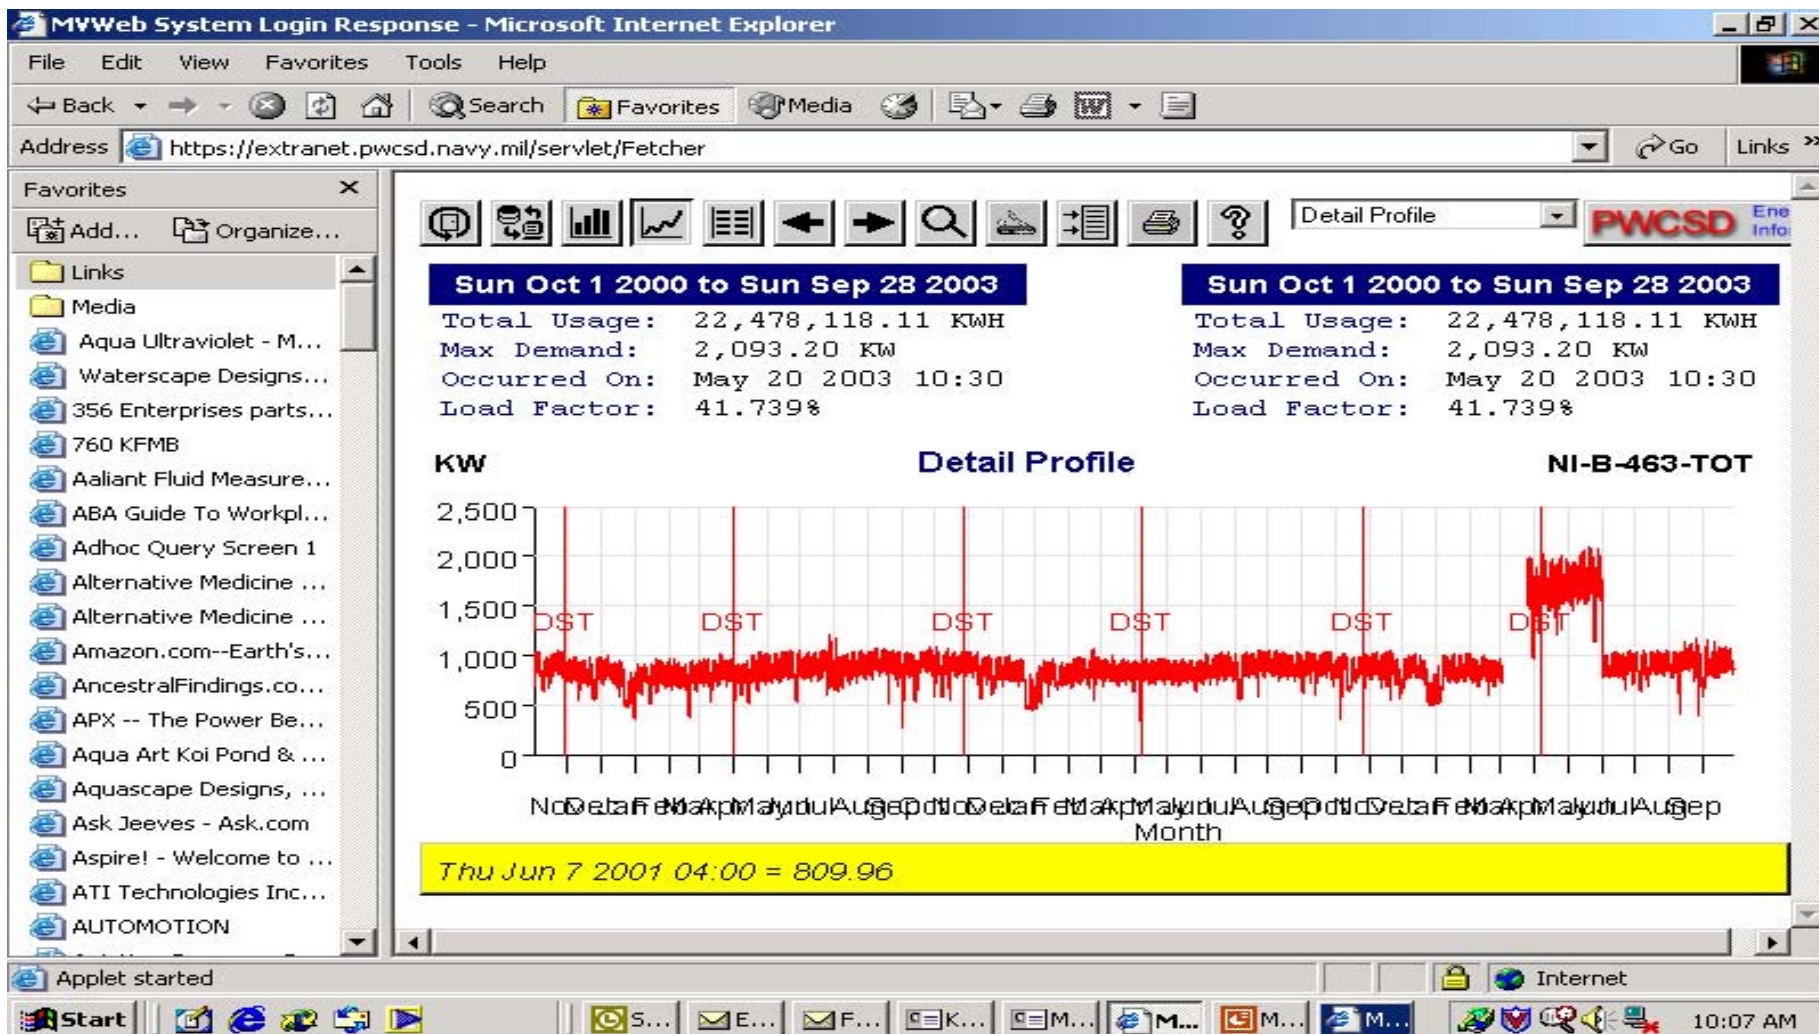 MVWeb System Login Response - Microsoft Internet Explorer
File Edit View Favorites Tools Help
Back Search Favorites Media
Address https://extranet.pwcsd.navy.mil/servlet/Fetcher Go Links »
Favorites ×
Add... Organize...
Links
Media
Aqua Ultraviolet - M...
Waterscape Designs...
356 Enterprises parts...
760 KFMB
Aaliant Fluid Measure...
ABA Guide To Workpl...
Adhoc Query Screen 1
Alternative Medicine ...
Alternative Medicine ...
Amazon.com--Earth's...
AncestralFindings.co...
APX -- The Power Be...
Aqua Art Koi Pond & ...
Aquascape Designs, ...
Ask Jeeves - Ask.com
Aspire! - Welcome to ...
ATI Technologies Inc...
AUTOMOTION
Detail Profile
PWCSD Ene
Info
Sun Oct 1 2000 to Sun Sep 28 2003
Total Usage: 22,478,118.11 KWH
Max Demand: 2,093.20 KW
Occurred On: May 20 2003 10:30
Load Factor: 41.739%
Sun Oct 1 2000 to Sun Sep 28 2003
Total Usage: 22,478,118.11 KWH
Max Demand: 2,093.20 KW
Occurred On: May 20 2003 10:30
Load Factor: 41.739%
KW Detail Profile NI-B-463-TOT
2,500
2,000
1,500
1,000
500
0
DST DST DST DST DST DST
Month
Thu Jun 7 2001 04:00 = 809.96
Applet started Internet
Start S... E... F... K... M... M... M... M... 10:07 AM